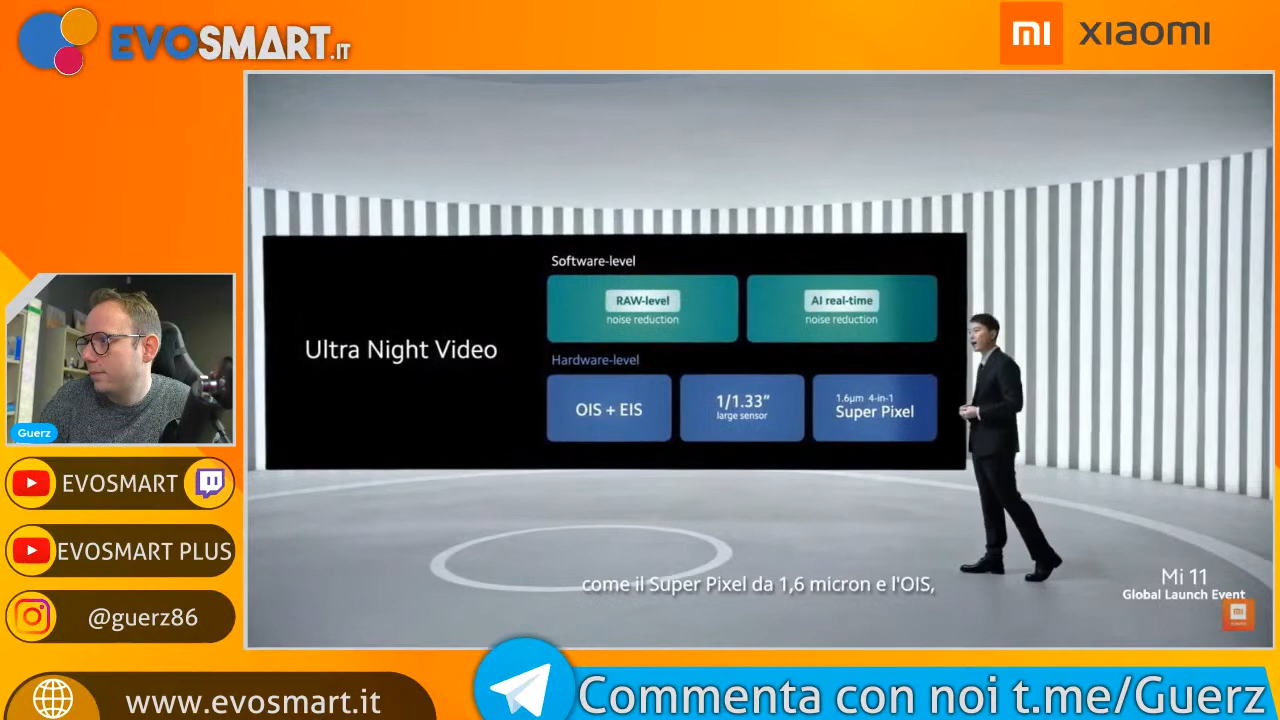 EVOSMART.IT
mi xiaomi
Software-level
RAW-level
noise reduction
AI real-time
noise reduction
Ultra Night Video
Hardware-level
OIS + EIS
1/1.33”
large sensor
1.6μm 4-in-1
Super Pixel
Guerz
EVOSMART
EVOSMART PLUS
@guerz86
come il Super Pixel da 1,6 micron e l'OIS,
Mi 11
Global Launch Event
mi
www.evosmart.it
Commenta con noi t.me/Guerz